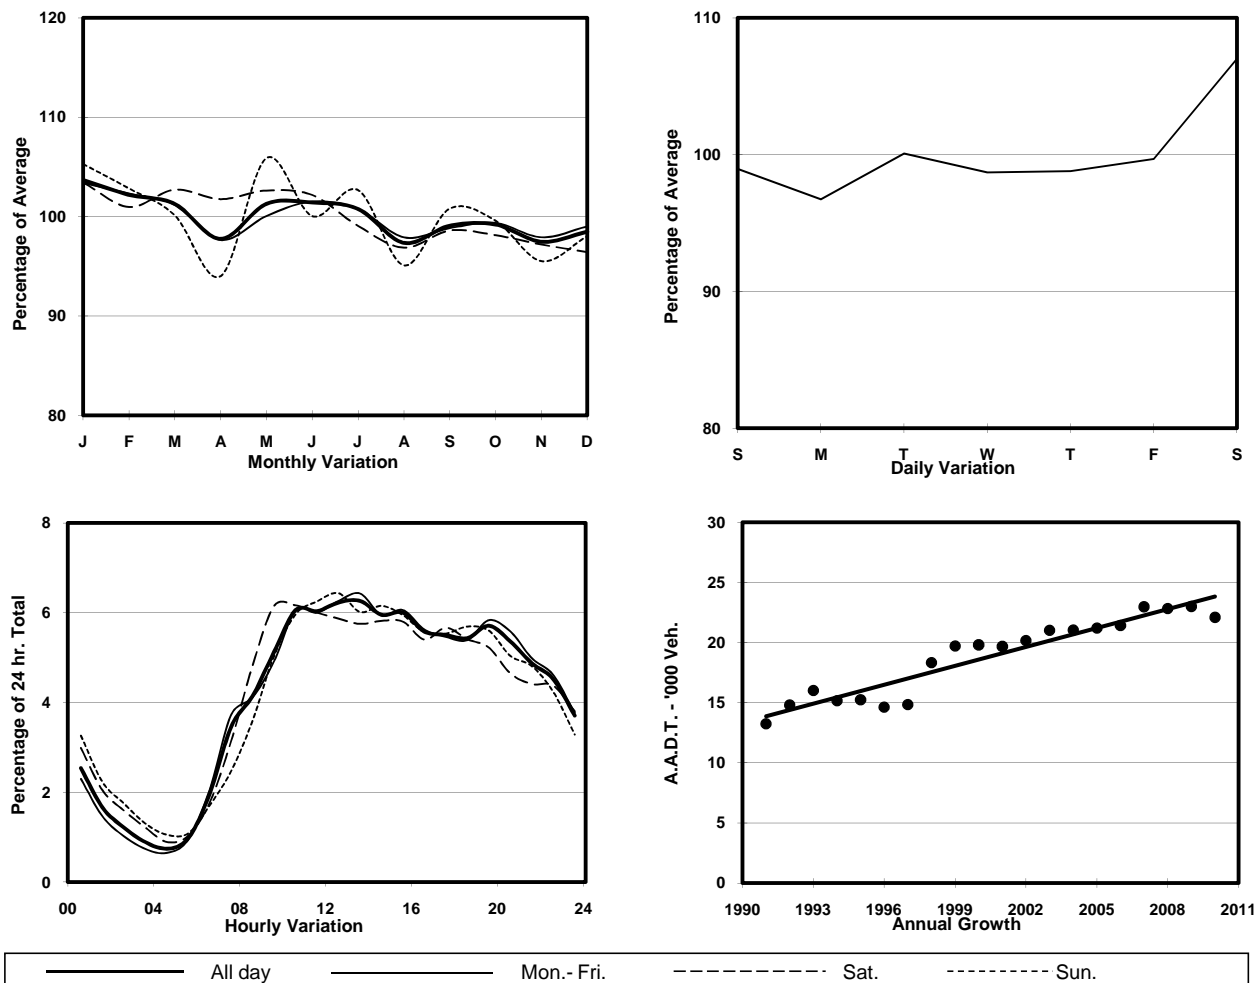 120
110
100
90
80
Percentage of Average
J F M A M J J A S O N D
Monthly Variation
110
100
90
80
Percentage of Average
S M T W T F S
Daily Variation
8
6
4
2
0
Percentage of 24 hr. Total
00 04 08 12 16 20 24
Hourly Variation
30
25
20
15
10
5
0
A.A.D.T. - '000 Veh.
1990 1993 1996 1999 2002 2005 2008 2011
Annual Growth
All day Mon.- Fri. Sat. Sun.